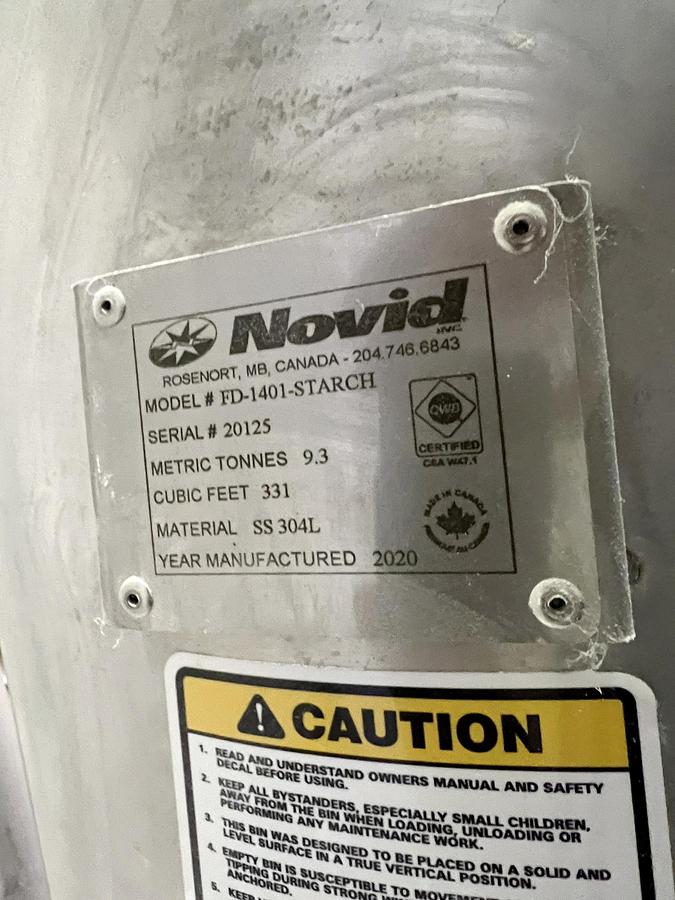 Novid
INC.
ROSENORT, MB, CANADA - 204.746.6843
MODEL # FD-1401-STARCH
SERIAL # 20125
METRIC TONNES 9.3
CUBIC FEET 331
MATERIAL SS 304L
YEAR MANUFACTURED 2020
CWB
CERTIFIED
CSA W47.1
MADE IN CANADA
CAUTION
1. READ AND UNDERSTAND OWNERS MANUAL AND SAFETY
DECAL BEFORE USING.
2. KEEP ALL BYSTANDERS, ESPECIALLY SMALL CHILDREN,
AWAY FROM THE BIN WHEN LOADING, UNLOADING OR
PERFORMING ANY MAINTENANCE WORK.
3. THIS BIN WAS DESIGNED TO BE PLACED ON A SOLID AND
LEVEL SURFACE IN A TRUE VERTICAL POSITION.
4. EMPTY BIN IS SUSCEPTIBLE TO
TIPPING DURING STRONG
ANCHORED.
5. KEEP